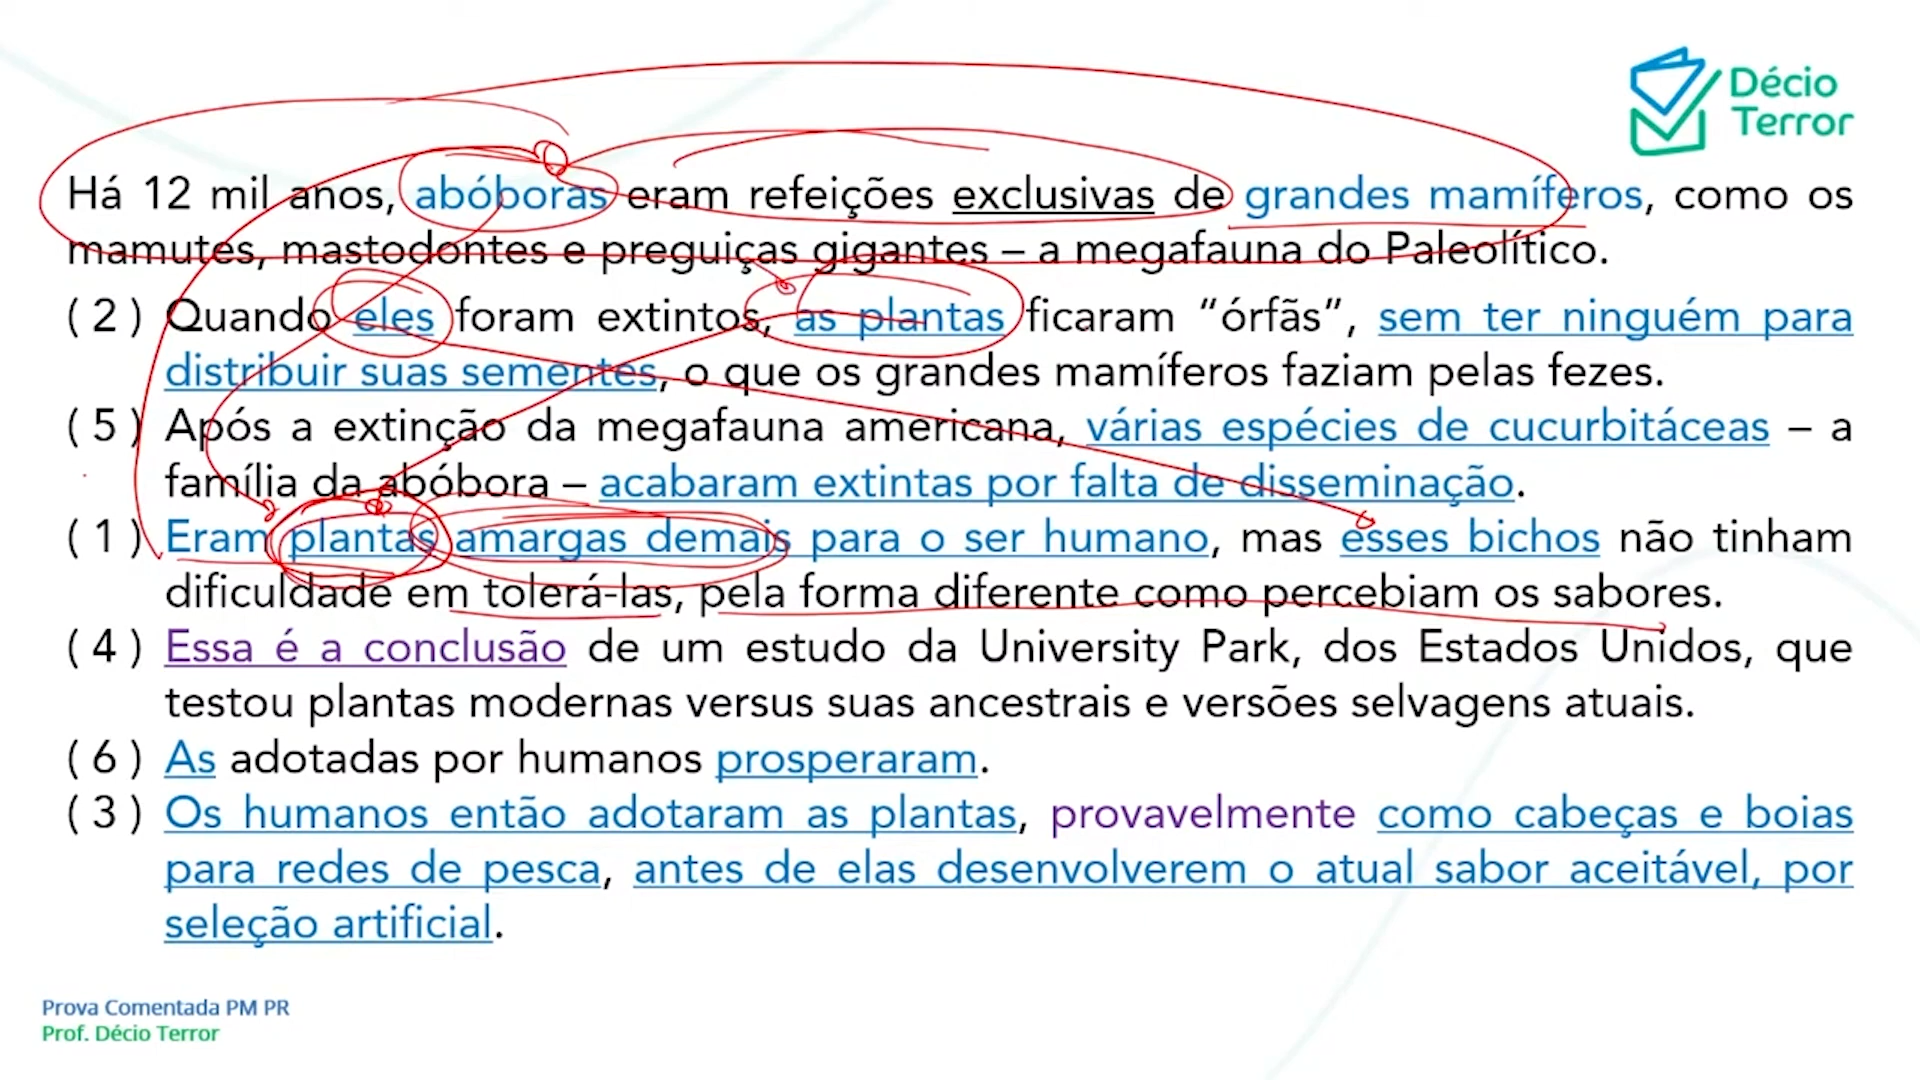 Décio
Terror
Há 12 mil anos, abóboras eram refeições exclusivas de grandes mamíferos, como os
mamutes, mastodontes e preguiças gigantes – a megafauna do Paleolítico.
( 2 ) Quando eles foram extintos, as plantas ficaram “órfãs”, sem ter ninguém para
distribuir suas sementes, o que os grandes mamíferos faziam pelas fezes.
( 5 ) Após a extinção da megafauna americana, várias espécies de cucurbitáceas – a
família da abóbora – acabaram extintas por falta de disseminação.
( 1 ) Eram plantas amargas demais para o ser humano, mas esses bichos não tinham
dificuldade em tolerá-las, pela forma diferente como percebiam os sabores.
( 4 ) Essa é a conclusão de um estudo da University Park, dos Estados Unidos, que
testou plantas modernas versus suas ancestrais e versões selvagens atuais.
( 6 ) As adotadas por humanos prosperaram.
( 3 ) Os humanos então adotaram as plantas, provavelmente como cabeças e boias
para redes de pesca, antes de elas desenvolverem o atual sabor aceitável, por
seleção artificial.
Prova Comentada PM PR
Prof. Décio Terror